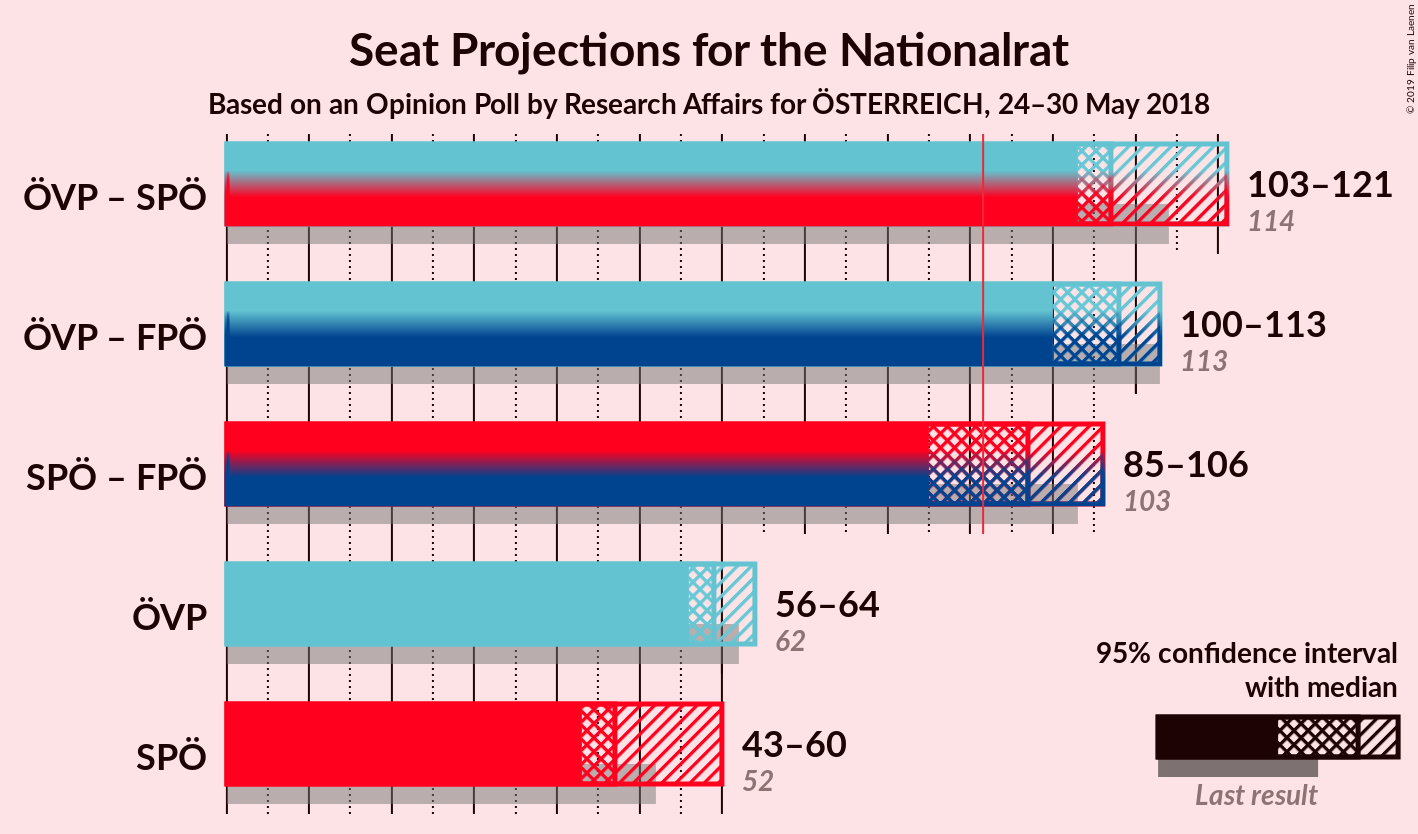 Seat Projections for the Nationalrat
Based on an Opinion Poll by Research Affairs for ÖSTERREICH, 24–30 May 2018
© 2019 Filip van Laenen
ÖVP – SPÖ
103–121
114
ÖVP – FPÖ
100–113
113
SPÖ – FPÖ
85–106
103
ÖVP
56–64
62
SPÖ
43–60
52
95% confidence interval
with median
Last result